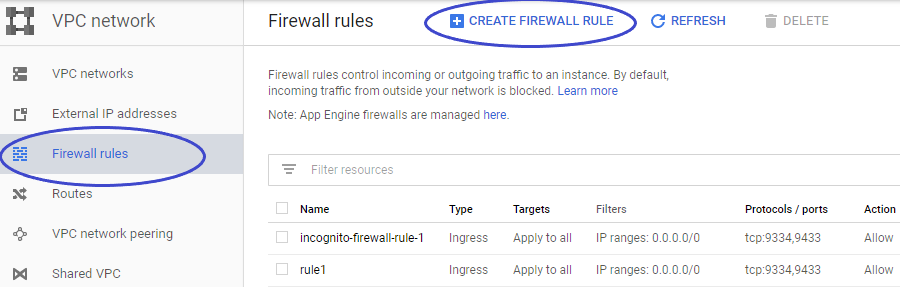 VPC network
Firewall rules
CREATE FIREWALL RULE
REFRESH
DELETE
VPC networks
External IP addresses
Firewall rules
Routes
VPC network peering
Shared VPC
Firewall rules control incoming or outgoing traffic to an instance. By default,
incoming traffic from outside your network is blocked. Learn more
Note: App Engine firewalls are managed here.
Filter resources
Name Type Targets Filters Protocols / ports Action
incognito-firewall-rule-1 Ingress Apply to all IP ranges: 0.0.0.0/0 tcp:9334,9433 Allow
rule1 Ingress Apply to all IP ranges: 0.0.0.0/0 tcp:9334,9433 Allow